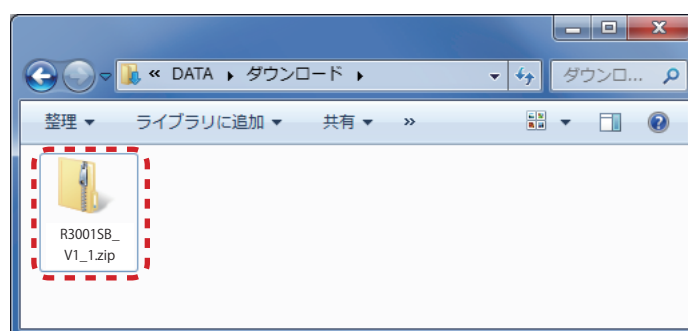 « DATA ▸ ダウンロード ▸
ダウンロ...
整理 ▼ ライブラリに追加 ▼ 共有 ▼ »
R3001SB_
V1_1.zip